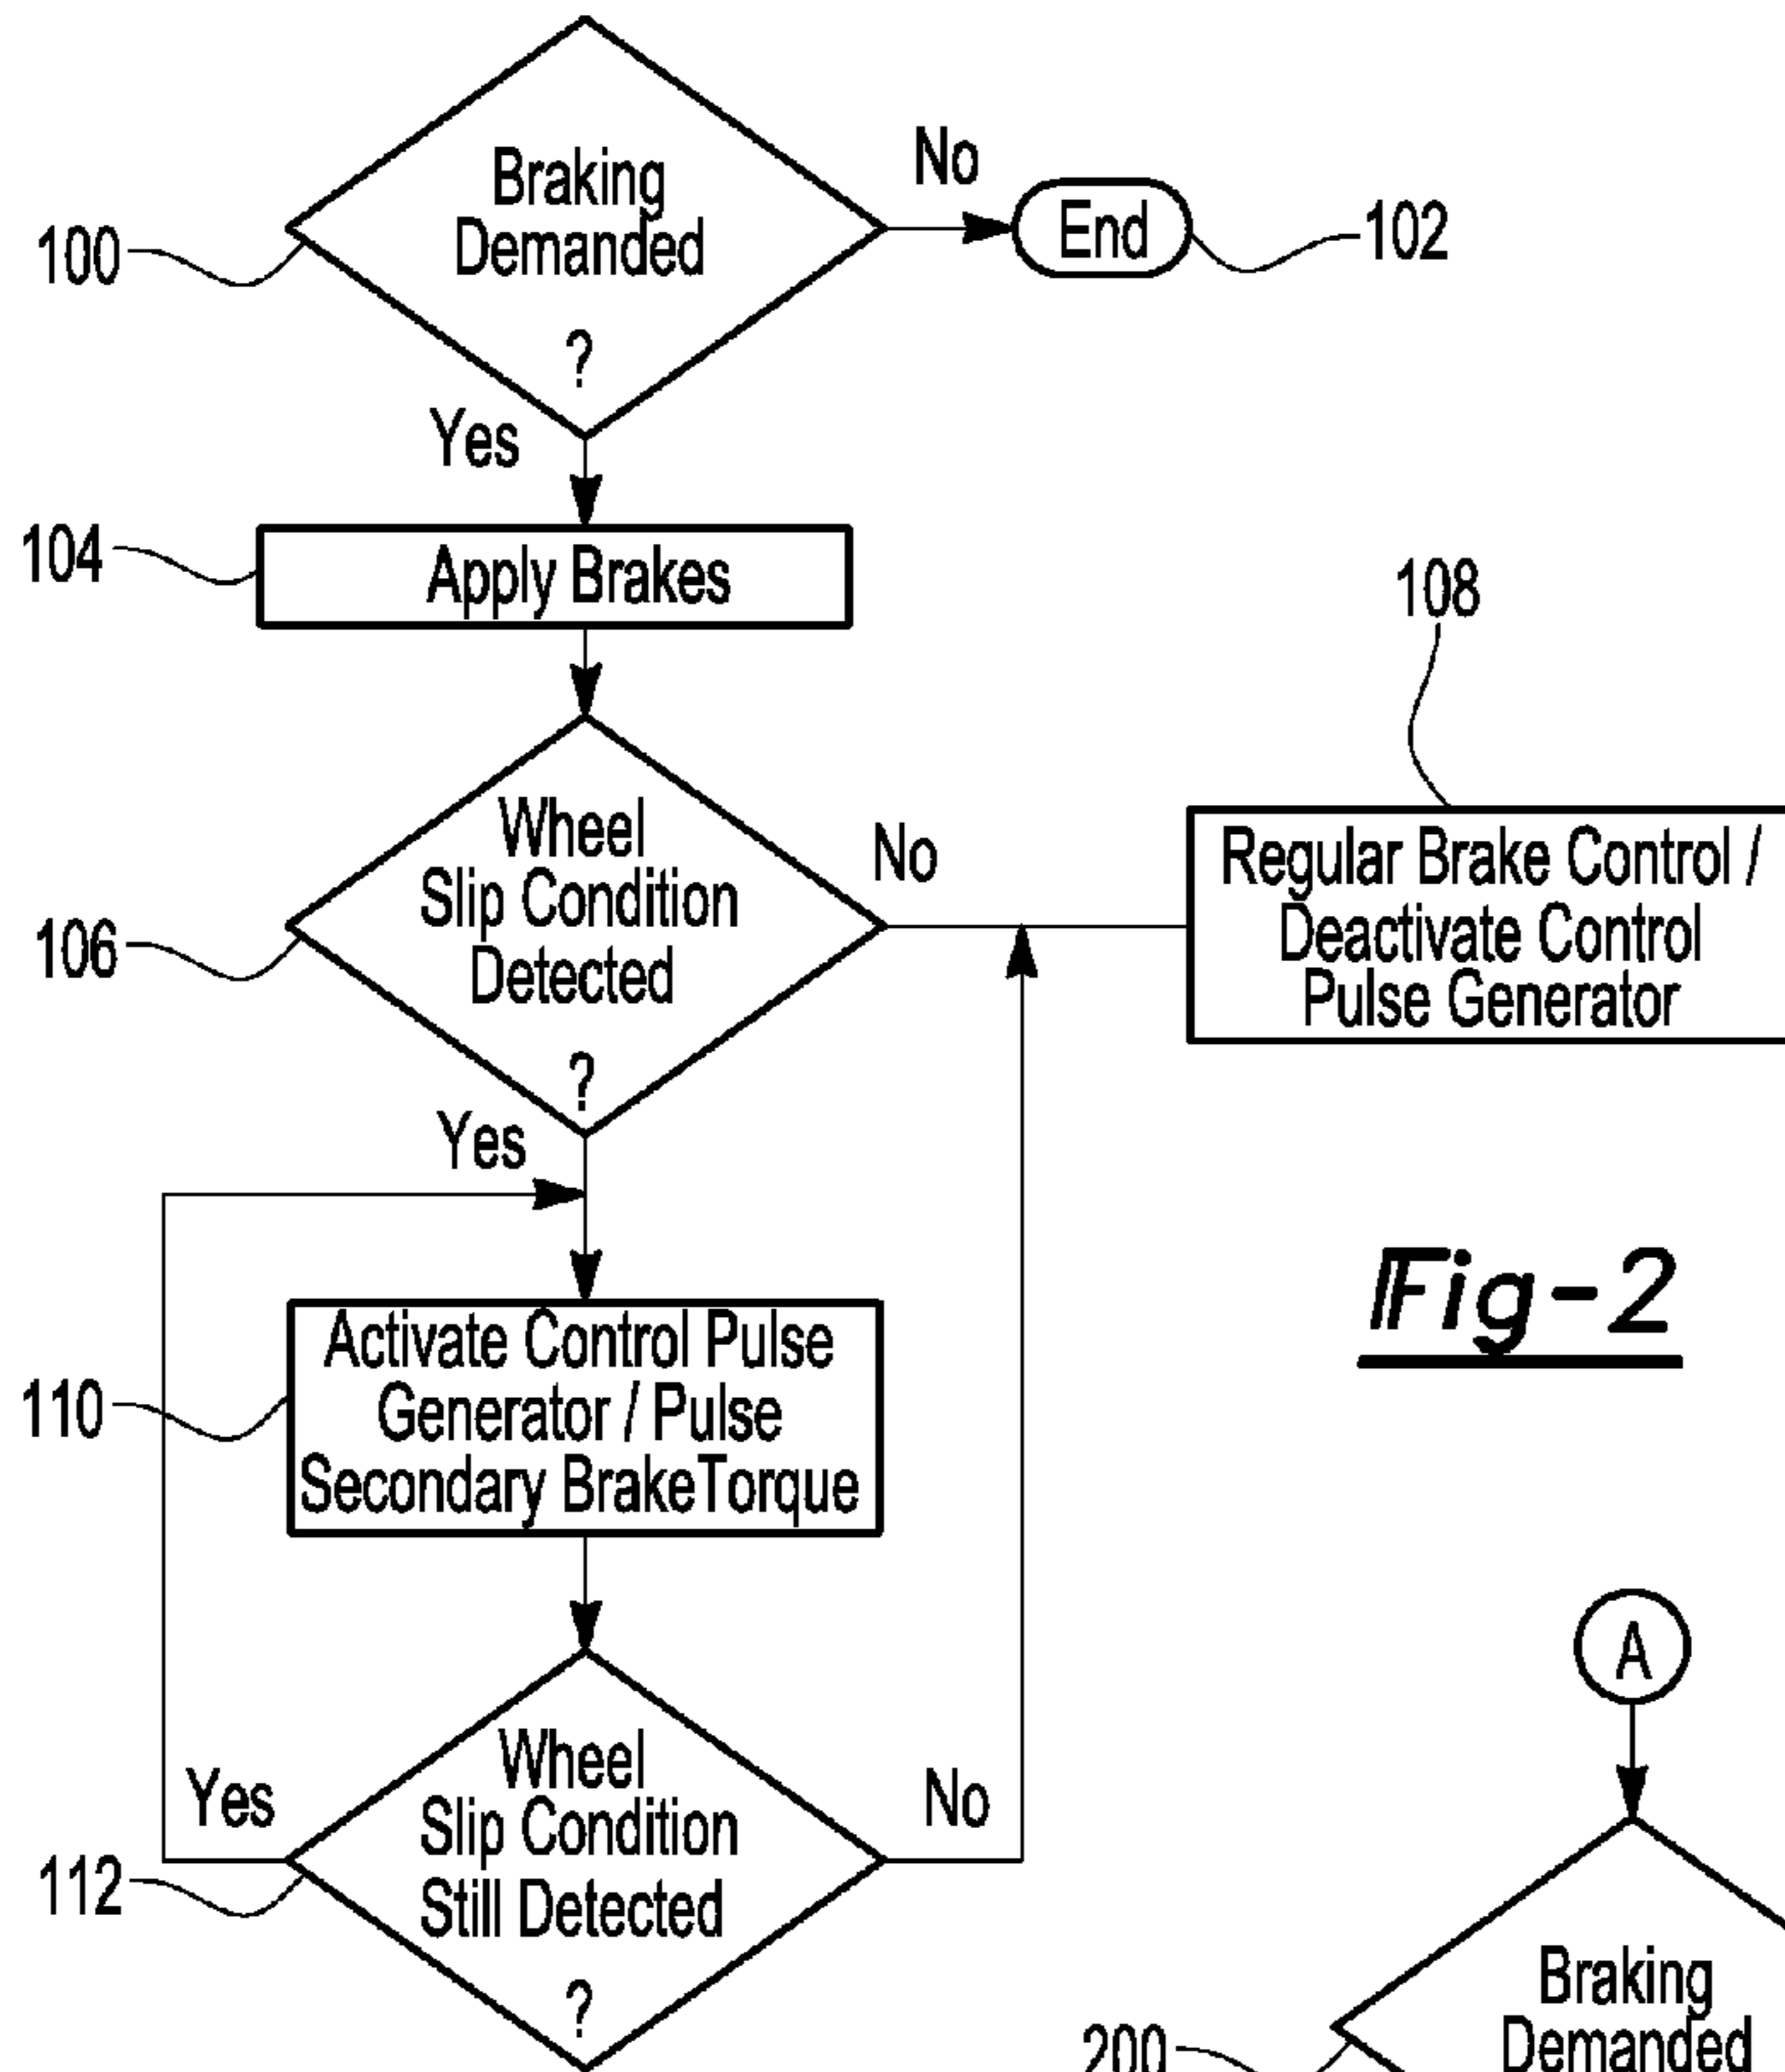 Braking
Demanded
?
No
End
100
102
Yes
104
Apply Brakes
108
Wheel
Slip Condition
Detected
?
No
106
Regular Brake Control /
Deactivate Control
Pulse Generator
Yes
Fig-2
Activate Control Pulse
Generator / Pulse
Secondary BrakeTorque
110
A
Wheel
Slip Condition
Still Detected
?
Yes
No
112
Braking
Demanded
200